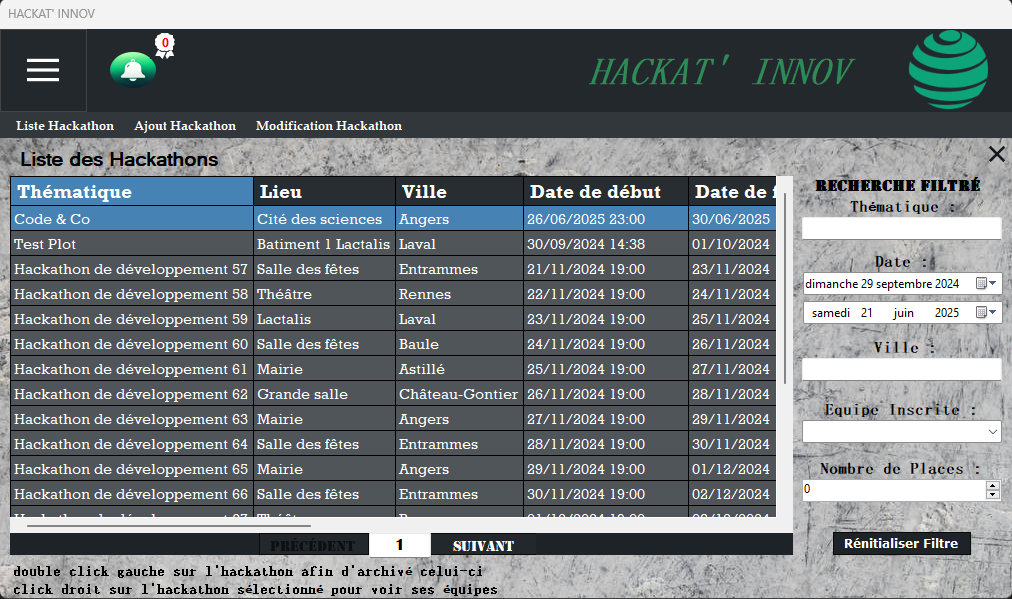 HACKAT' INNOV
0
HACKAT' INNOV
Liste Hackathon Ajout Hackathon Modification Hackathon
Liste des Hackathons
Thématique Lieu Ville Date de début Date de f
Code & Co Cité des sciences Angers 26/06/2025 23:00 30/06/2025
Test Plot Batiment 1 Lactalis Laval 30/09/2024 14:38 01/10/2024
Hackathon de développement 57 Salle des fêtes Entrammes 21/11/2024 19:00 23/11/2024
Hackathon de développement 58 Théâtre Rennes 22/11/2024 19:00 24/11/2024
Hackathon de développement 59 Lactalis Laval 23/11/2024 19:00 25/11/2024
Hackathon de développement 60 Salle des fêtes Baule 24/11/2024 19:00 26/11/2024
Hackathon de développement 61 Mairie Astillé 25/11/2024 19:00 27/11/2024
Hackathon de développement 62 Grande salle Château-Gontier 26/11/2024 19:00 28/11/2024
Hackathon de développement 63 Mairie Angers 27/11/2024 19:00 29/11/2024
Hackathon de développement 64 Salle des fêtes Entrammes 28/11/2024 19:00 30/11/2024
Hackathon de développement 65 Mairie Angers 29/11/2024 19:00 01/12/2024
Hackathon de développement 66 Salle des fêtes Entrammes 30/11/2024 19:00 02/12/2024
PRÉCÉDENT 1 SUIVANT
double click gauche sur l'hackathon afin d'archivé celui-ci
click droit sur l'hackathon sélectionné pour voir ses équipes
RECHERCHE FILTRÉ
Thématique :
Date :
dimanche 29 septembre 2024
samedi 21 juin 2025
Ville :
Equipe Inscrite :
Nombre de Places :
0
Rénitialiser Filtre